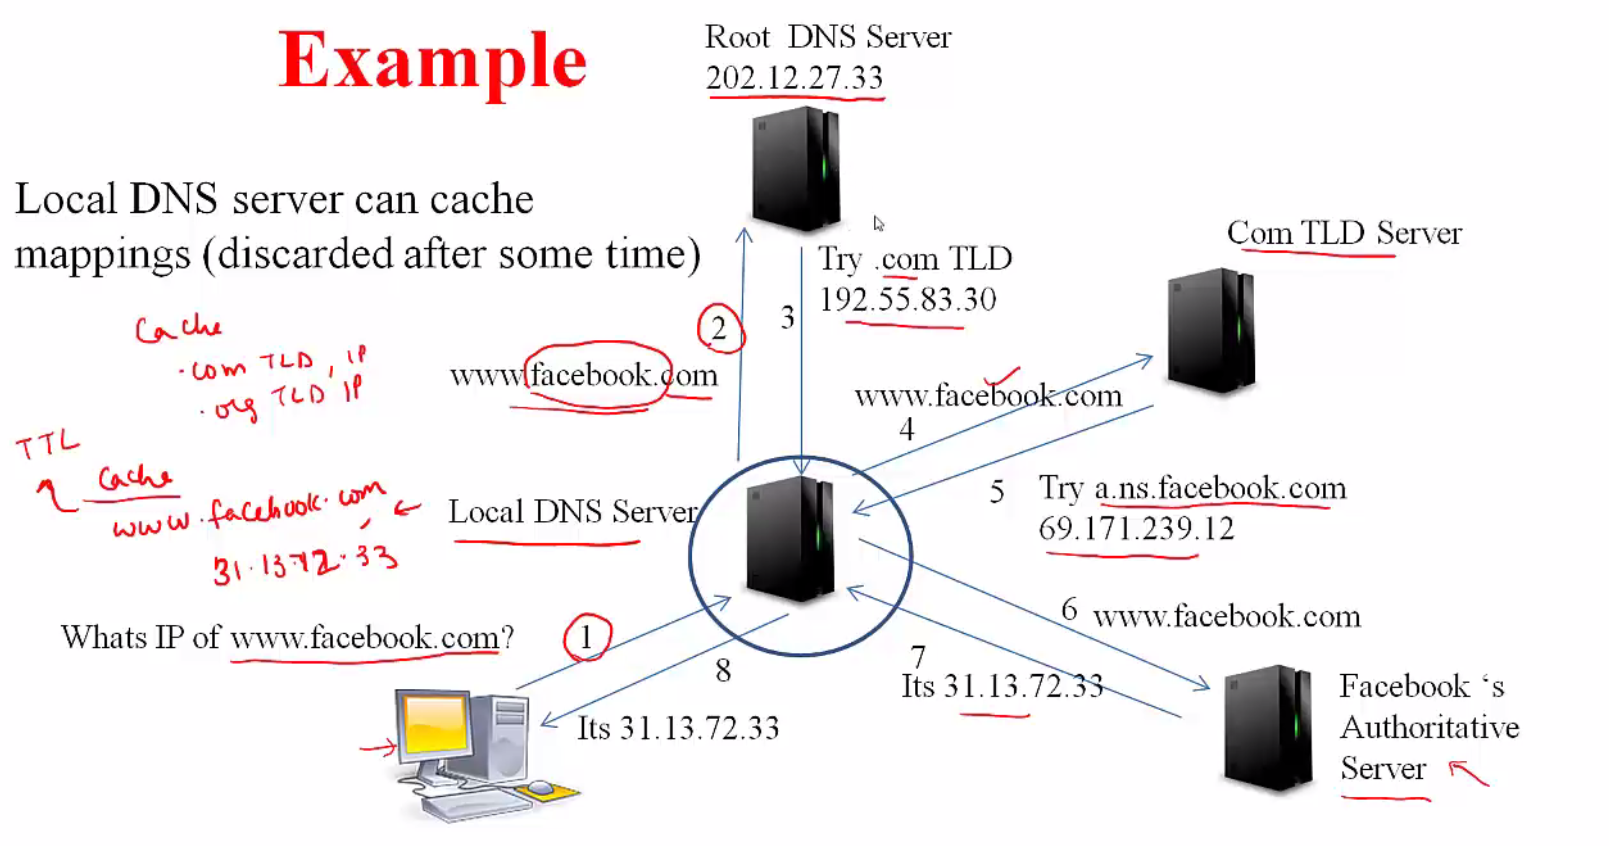 Example
Root DNS Server
202.12.27.33
Local DNS server can cache
mappings (discarded after some time)
Cache
.com TLD, IP
.org TLD IP
TTL
Cache
www.facebook.com
31.13.72.33
www.facebook.com
2
3
Try .com TLD
192.55.83.30
Com TLD Server
www.facebook.com
4
5
Try a.ns.facebook.com
69.171.239.12
Local DNS Server
Whats IP of www.facebook.com?
1
8
Its 31.13.72.33
6
www.facebook.com
7
Its 31.13.72.33
Facebook ‘s
Authoritative
Server